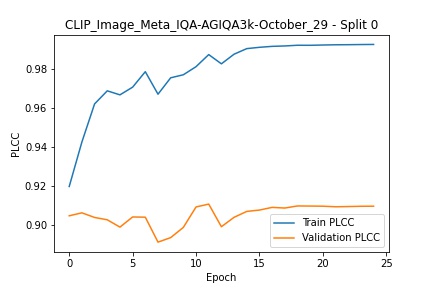 CLIP_Image_Meta_IQA-AGIQA3k-October_29 - Split 0
PLCC
0.98
0.96
0.94
0.92
0.90
Train PLCC
Validation PLCC
0 5 10 15 20 25
Epoch